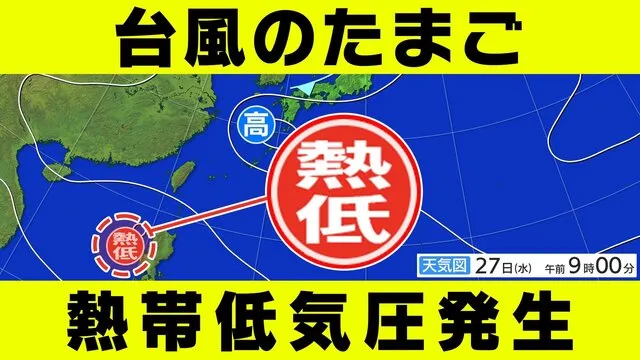 台風のたまご
高
熱
低
熱
低
天気図 27日(水) 午前9時00分
熱帯低気圧発生